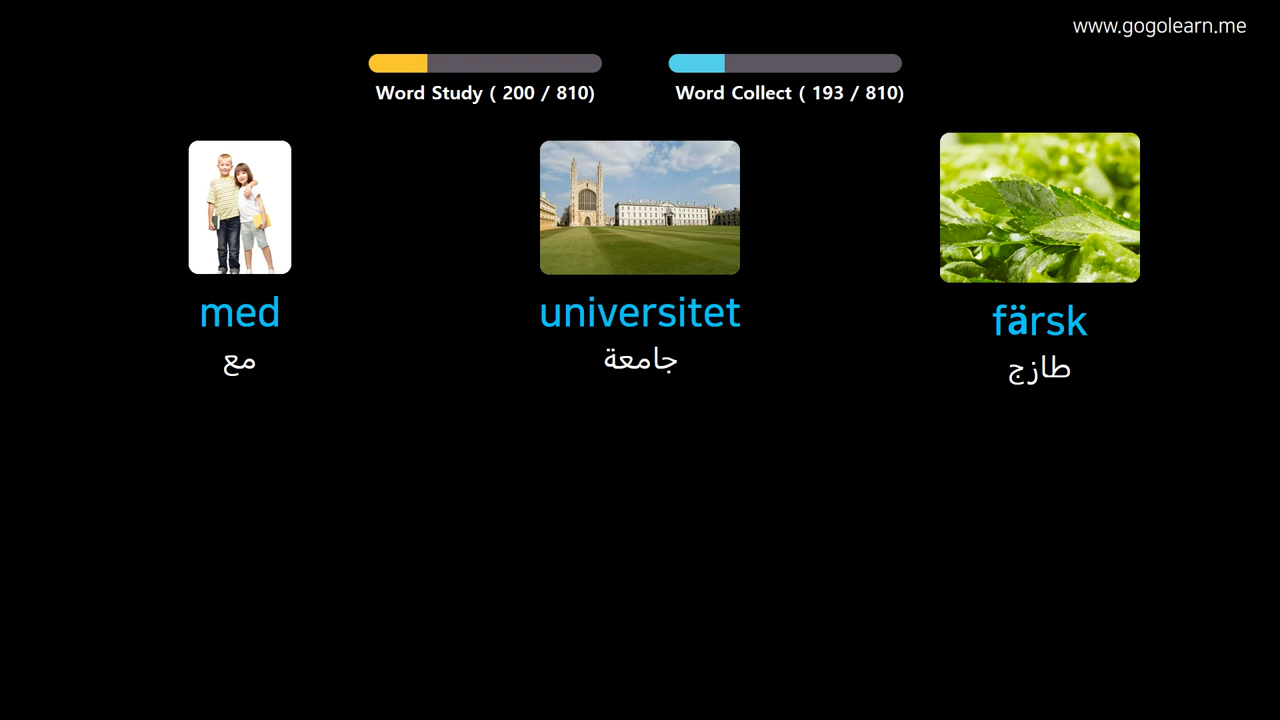 www.gogolearn.me
Word Study ( 200 / 810)
Word Collect ( 193 / 810)
med
مع
universitet
جامعة
färsk
طازج